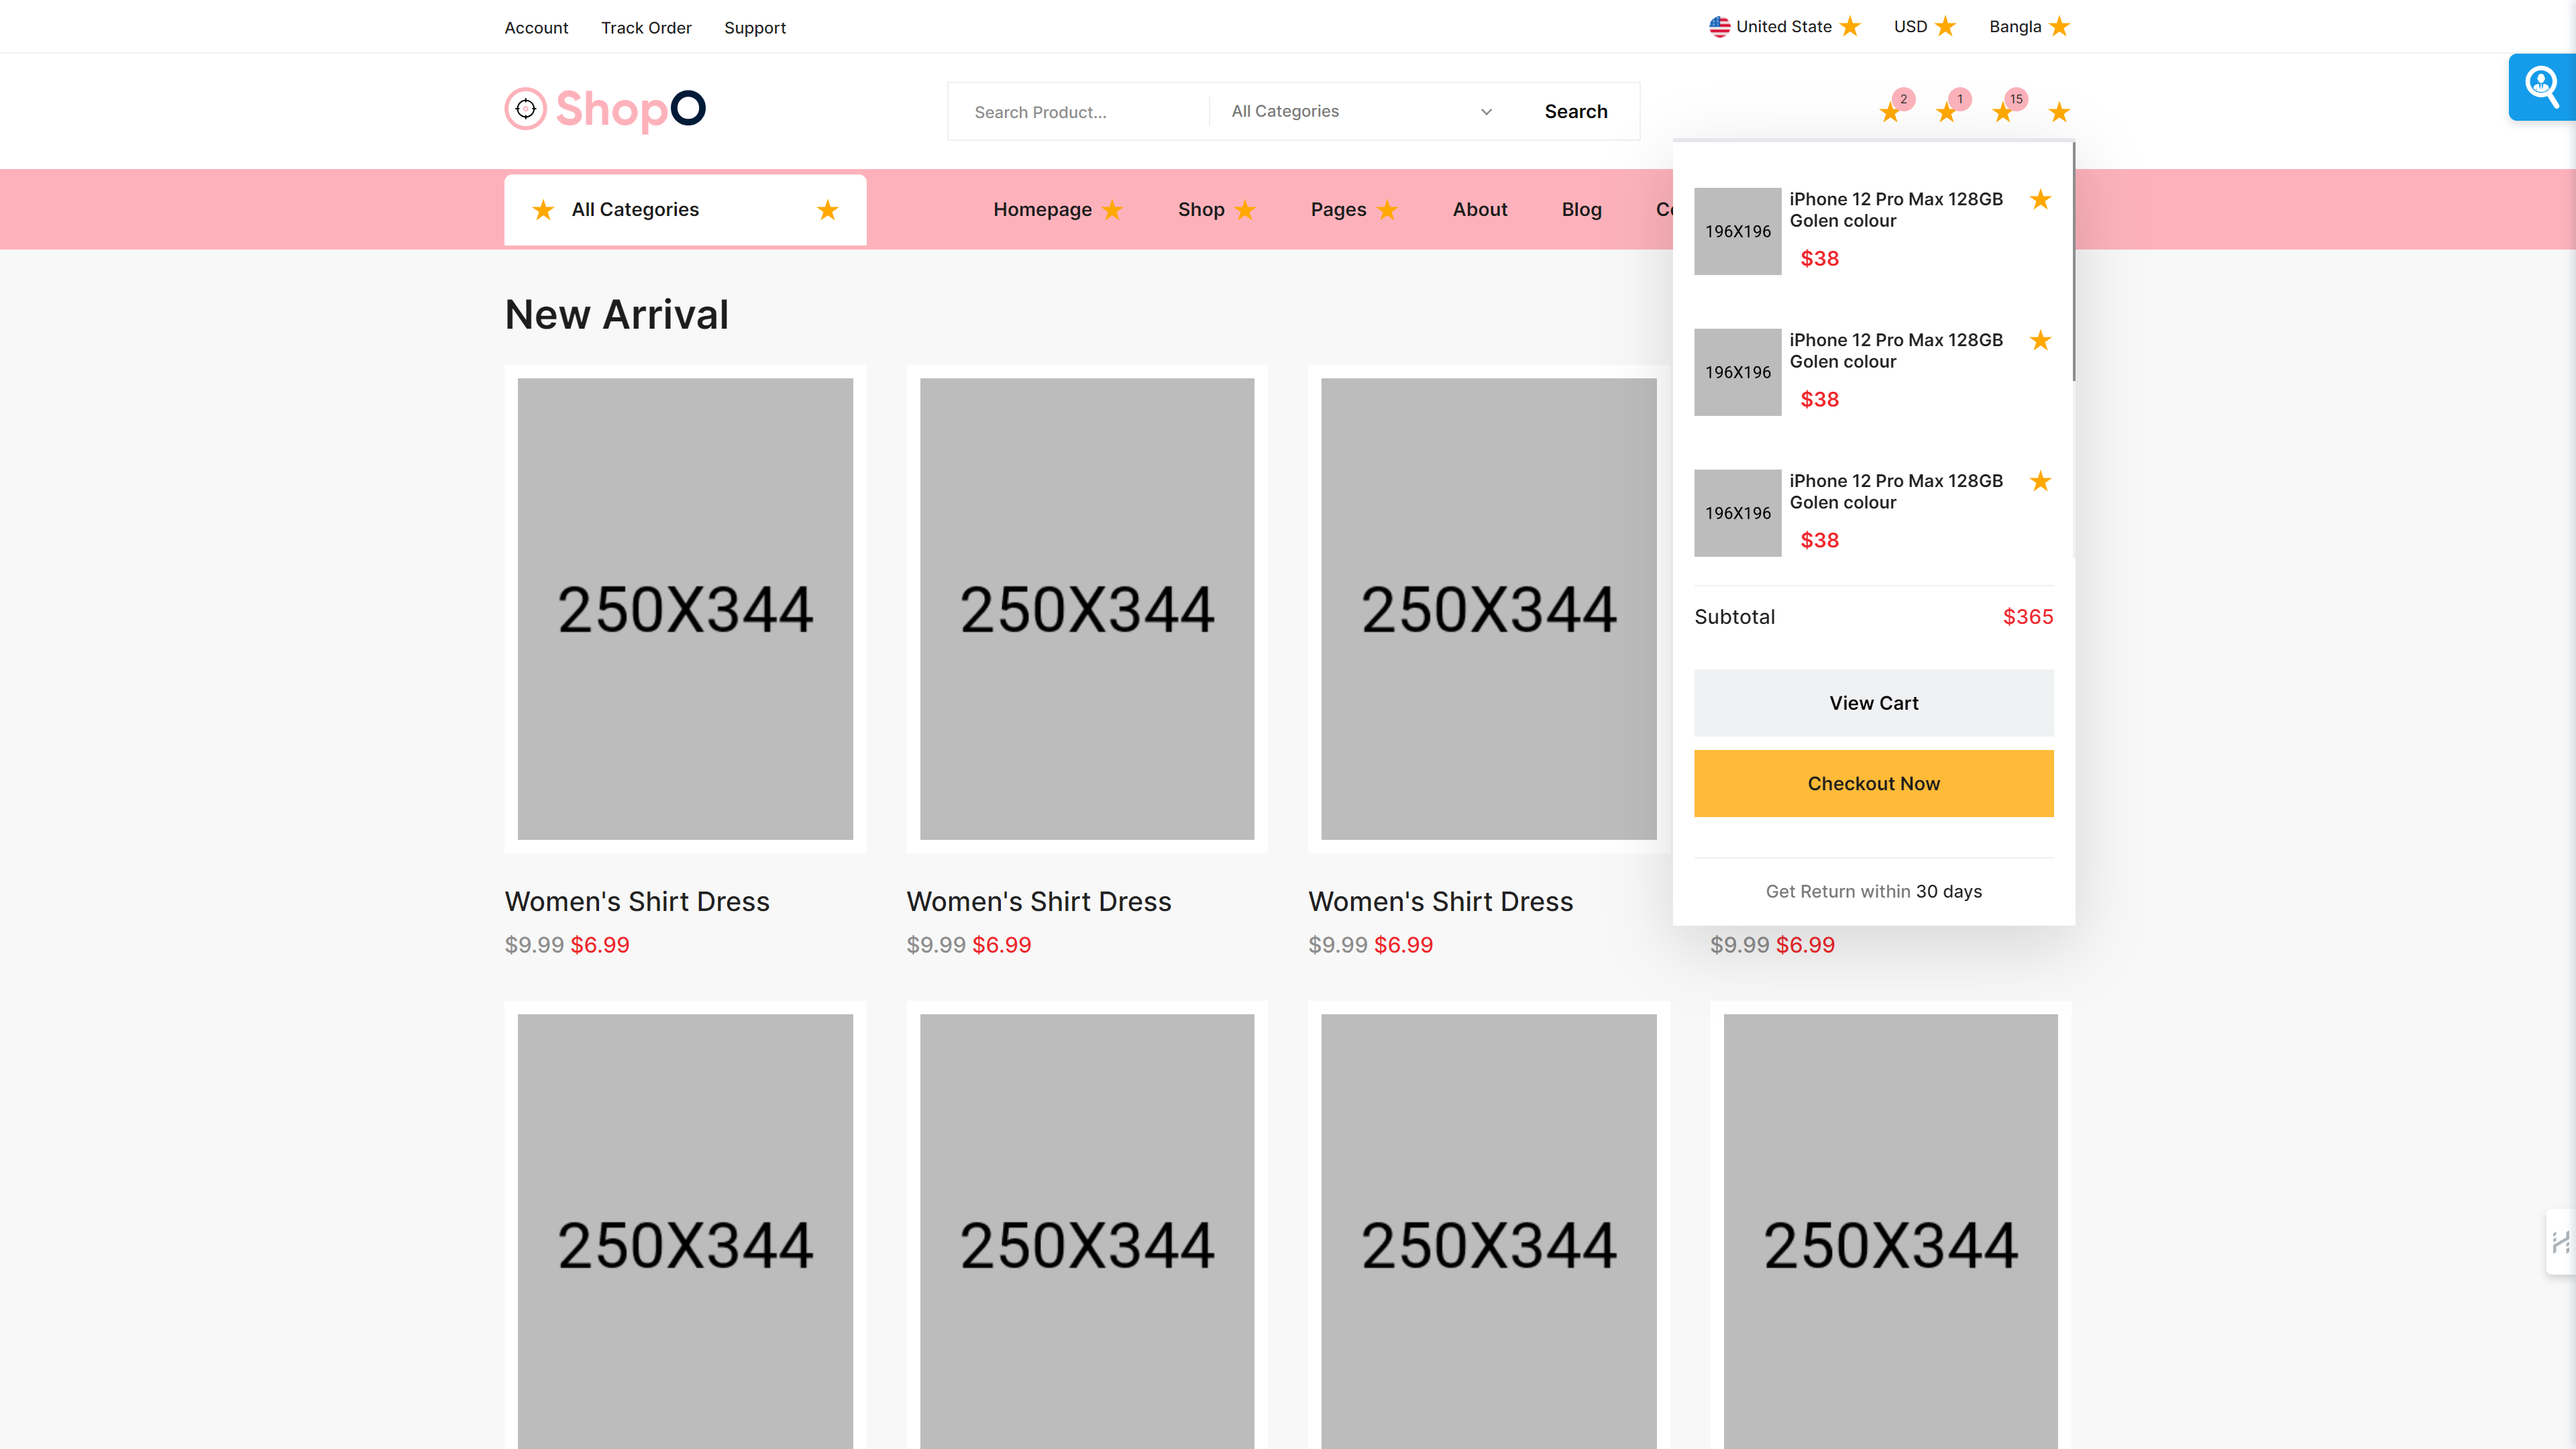 Account Track Order Support
United State USD Bangla
ShopO
Search Product... All Categories Search
2 1 15
All Categories
Homepage Shop Pages About Blog
New Arrival
iPhone 12 Pro Max 128GB
Golen colour
196X196
$38
iPhone 12 Pro Max 128GB
Golen colour
196X196
$38
iPhone 12 Pro Max 128GB
Golen colour
196X196
$38
Subtotal $365
View Cart
Checkout Now
Get Return within 30 days
250X344 250X344 250X344
Women's Shirt Dress Women's Shirt Dress Women's Shirt Dress
$9.99 $6.99 $9.99 $6.99 $9.99 $6.99 $9.99 $6.99
250X344 250X344 250X344 250X344